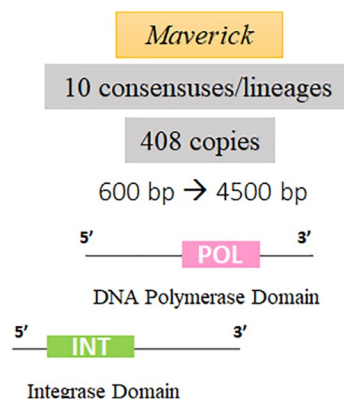 Maverick
10 consensuses/lineages
408 copies
600 bp → 4500 bp
5’ 3’
POL
DNA Polymerase Domain
5’ 3’
INT
Integrase Domain